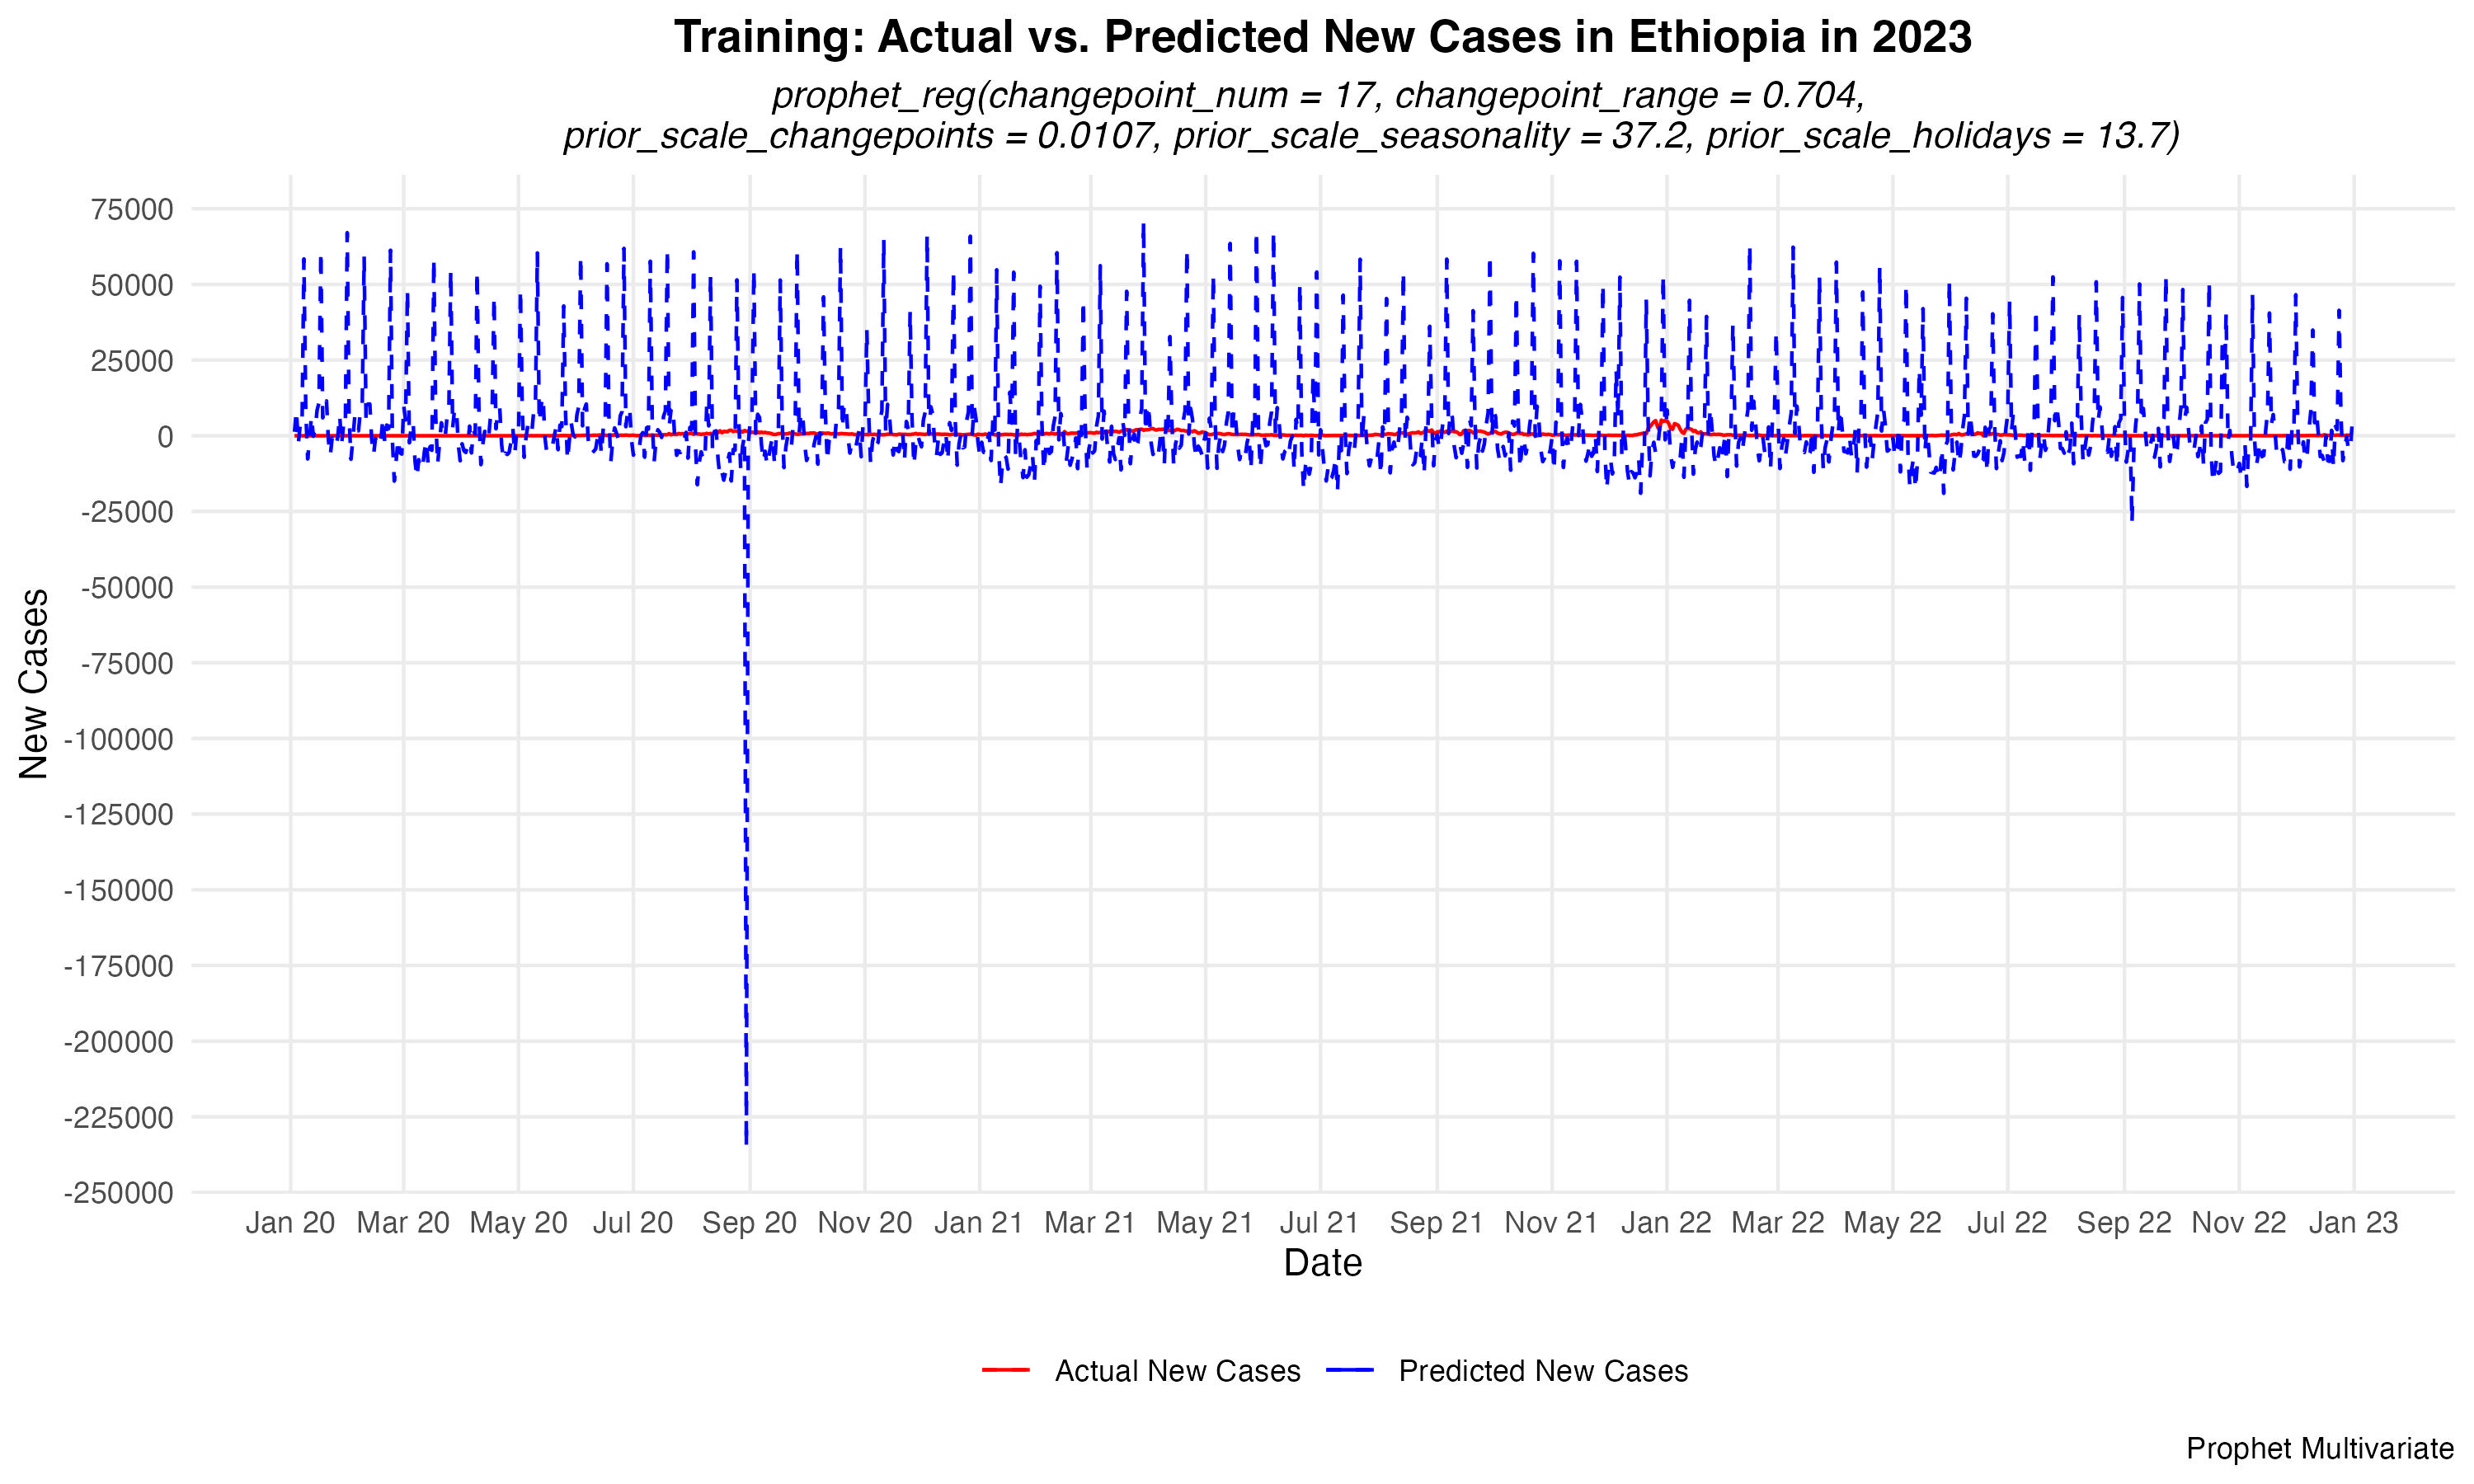 Training: Actual vs. Predicted New Cases in Ethiopia in 2023
prophet_reg(changepoint_num = 17, changepoint_range = 0.704,
prior_scale_changepoints = 0.0107, prior_scale_seasonality = 37.2, prior_scale_holidays = 13.7)
New Cases
75000
50000
25000
0
-25000
-50000
-75000
-100000
-125000
-150000
-175000
-200000
-225000
-250000
Jan 20 Mar 20 May 20 Jul 20 Sep 20 Nov 20 Jan 21 Mar 21 May 21 Jul 21 Sep 21 Nov 21 Jan 22 Mar 22 May 22 Jul 22 Sep 22 Nov 22 Jan 23
Date
Actual New Cases Predicted New Cases
Prophet Multivariate